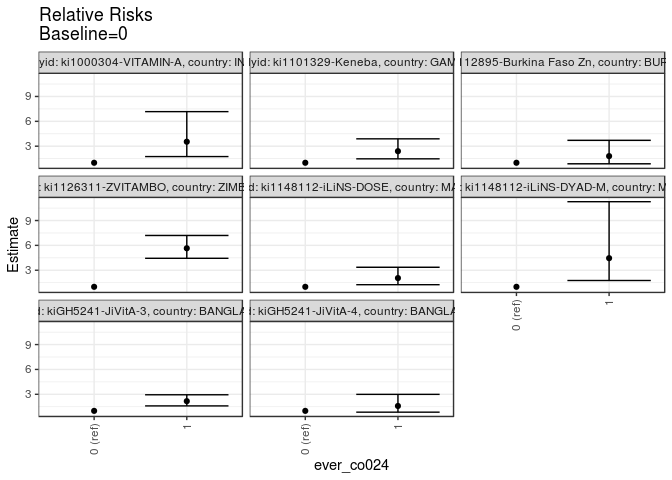 Relative Risks
Baseline=0
yid: ki1000304-VITAMIN-A, country: IN
yid: ki1101329-Keneba, country: GAM
12895-Burkina Faso Zn, country: BUR
: ki1126311-ZVITAMBO, country: ZIMB
d: ki1148112-iLiNS-DOSE, country: MA
: ki1148112-iLiNS-DYAD-M, country: M
d: kiGH5241-JiVitA-3, country: BANGLA
d: kiGH5241-JiVitA-4, country: BANGLA
Estimate
9
6
3
9
6
3
9
6
3
0 (ref)
1
0 (ref)
1
0 (ref)
1
ever_co024